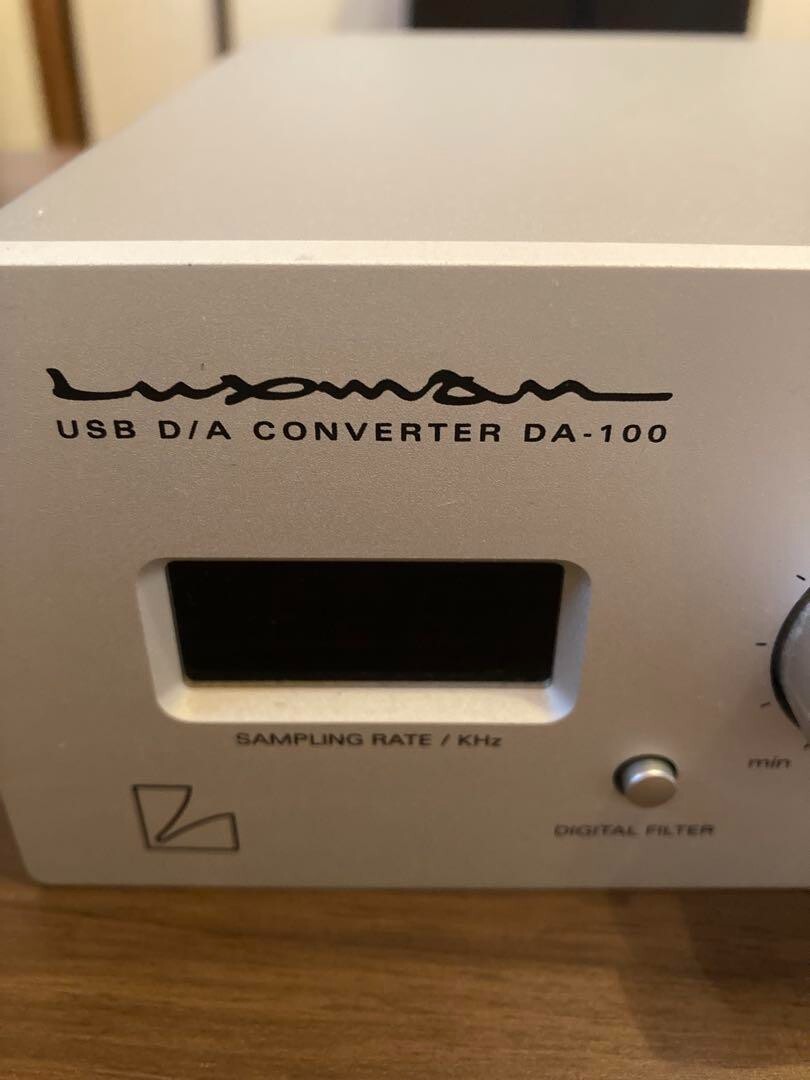 LUXMAN
USB D/A CONVERTER DA-100
SAMPLING RATE / KHz
min
DIGITAL FILTER